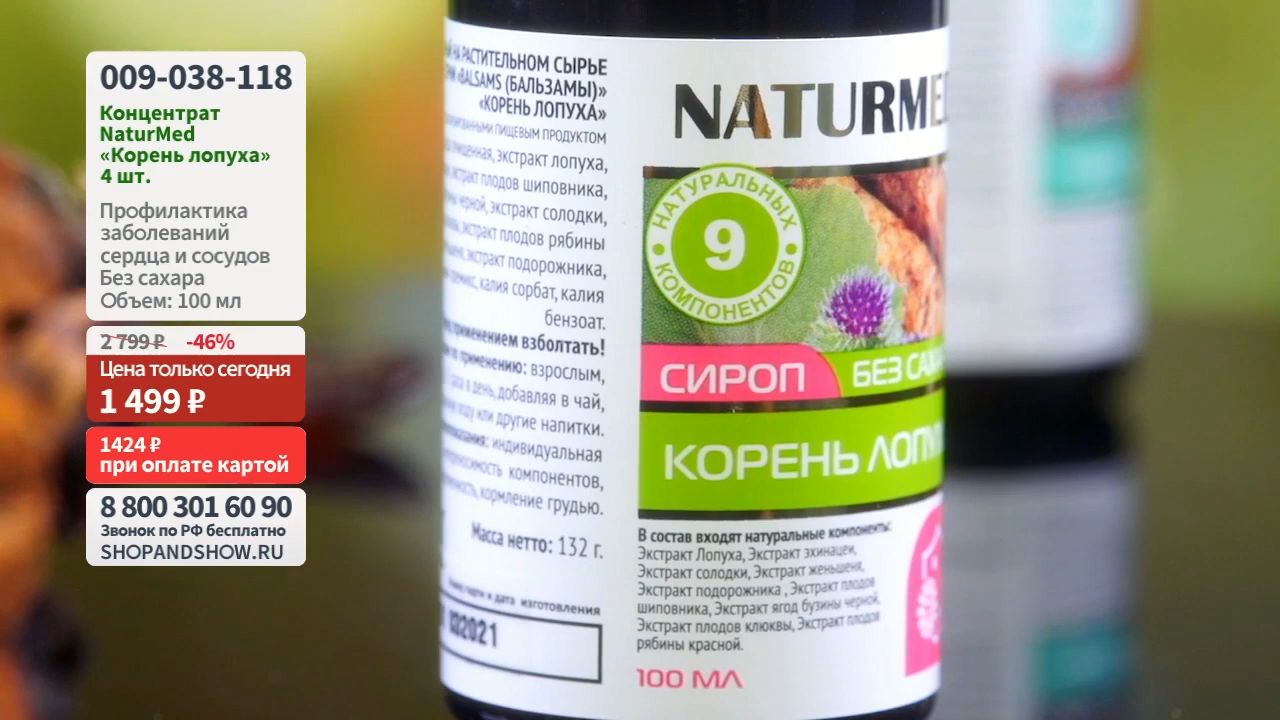 009-038-118
Концентрат
NaturMed
«Корень лопуха»
4 шт.
Профилактика
заболеваний
сердца и сосудов
Без сахара
Объем: 100 мл
2 799 ₽ -46%
Цена только сегодня
1 499 ₽
1424 ₽
при оплате картой
8 800 301 60 90
Звонок по РФ бесплатно
SHOPANDSHOW.RU
НА РАСТИТЕЛЬНОМ СЫРЬЕ
«BALSAMS (БАЛЬЗАМЫ)»
«КОРЕНЬ ЛОПУХА»
ПИЩЕВЫМ ПРОДУКТОМ
экстракт лопуха,
экстракт плодов шиповника,
черной, экстракт солодки,
экстракт плодов рябины
экстракт подорожника,
калия сорбат, калия
бензоат.
применением взболтать!
применению: взрослым,
в день, добавляя в чай,
воду или другие напитки.
индивидуальная
компонентов,
кормление грудью.
Масса нетто: 132 г.
и дата изготовления
032021
NATURME
НАТУРАЛЬНЫХ
9
КОМПОНЕНТОВ
СИРОП
БЕЗ САХА
КОРЕНЬ ЛОПУХ
В состав входят натуральные компоненты:
Экстракт Лопуха, Экстракт эхинацеи,
Экстракт солодки, Экстракт женьшеня,
Экстракт подорожника , Экстракт плодов
шиповника, Экстракт ягод бузины черной,
Экстракт плодов клюквы, Экстракт плодов
рябины красной.
100 МЛ